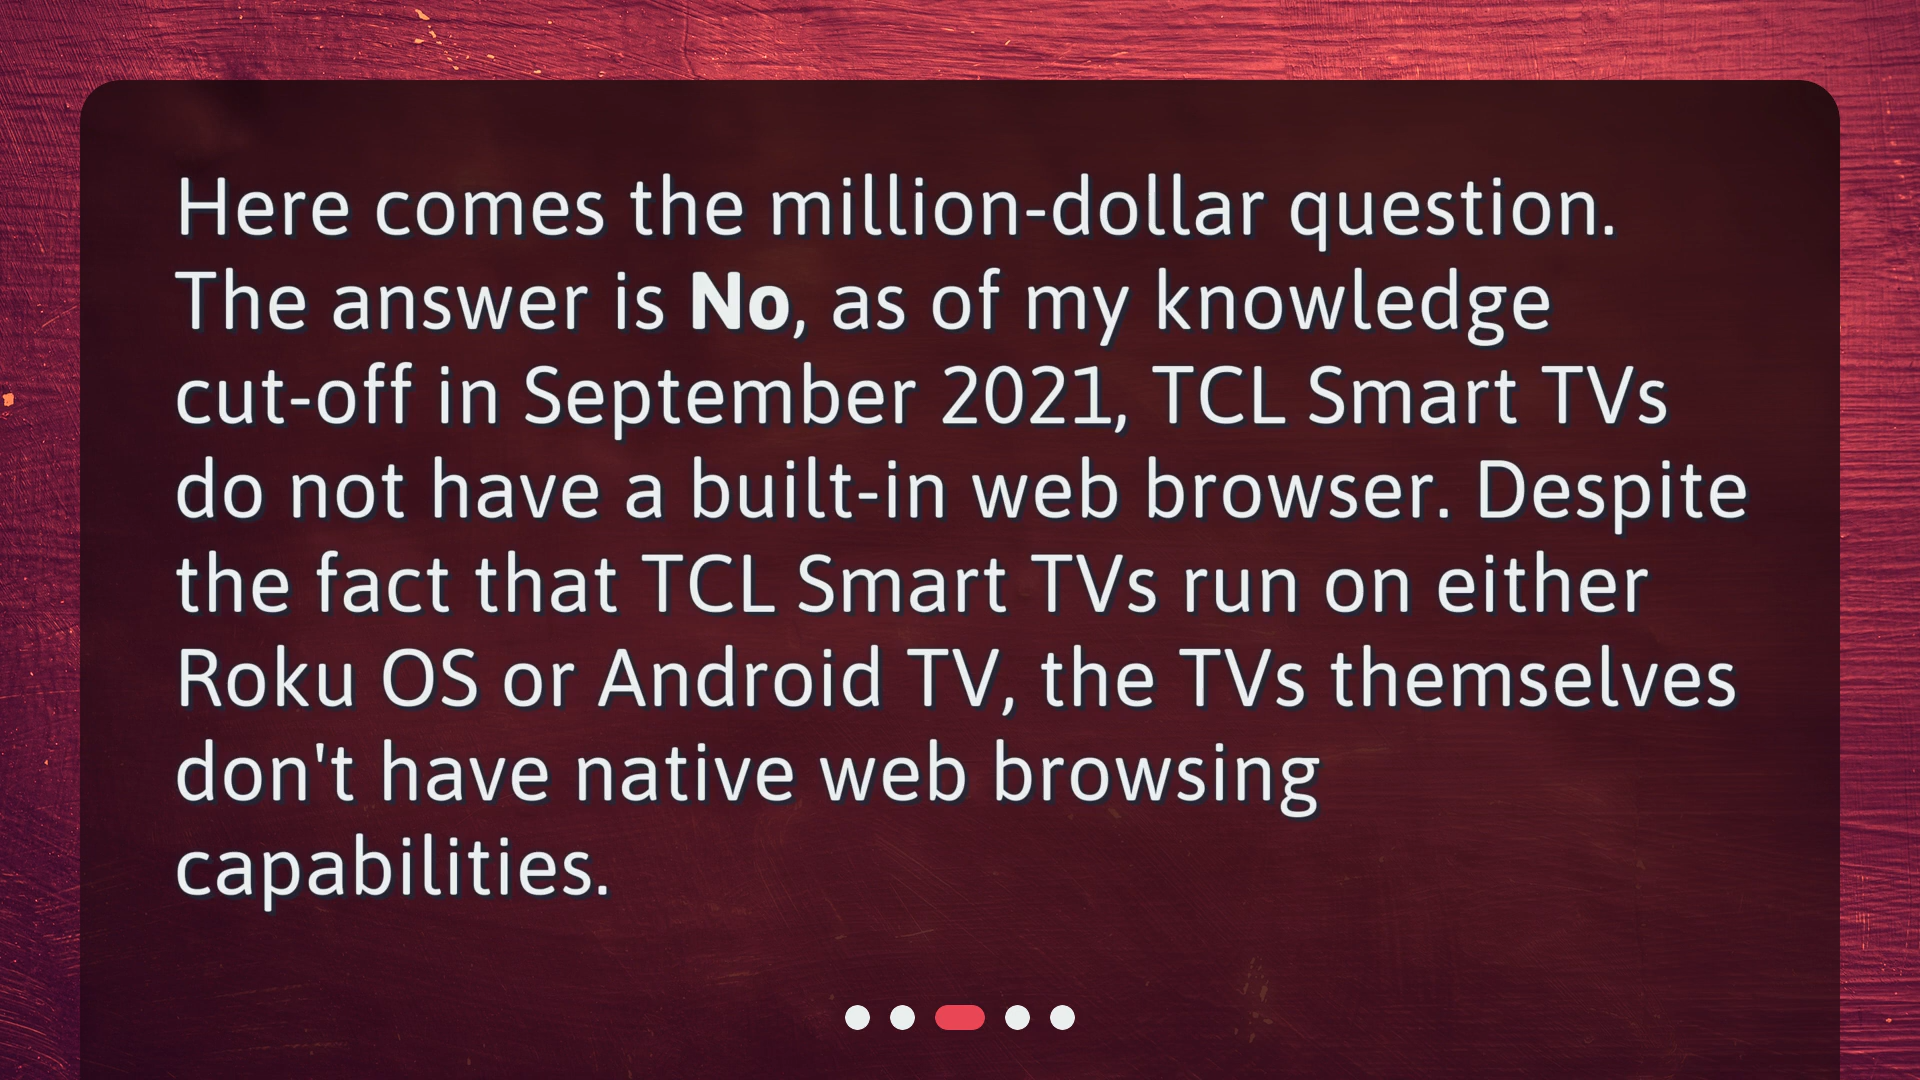 Here comes the million-dollar question.
The answer is No, as of my knowledge
cut-off in September 2021, TCL Smart TVs
do not have a built-in web browser. Despite
the fact that TCL Smart TVs run on either
Roku OS or Android TV, the TVs themselves
don't have native web browsing
capabilities.